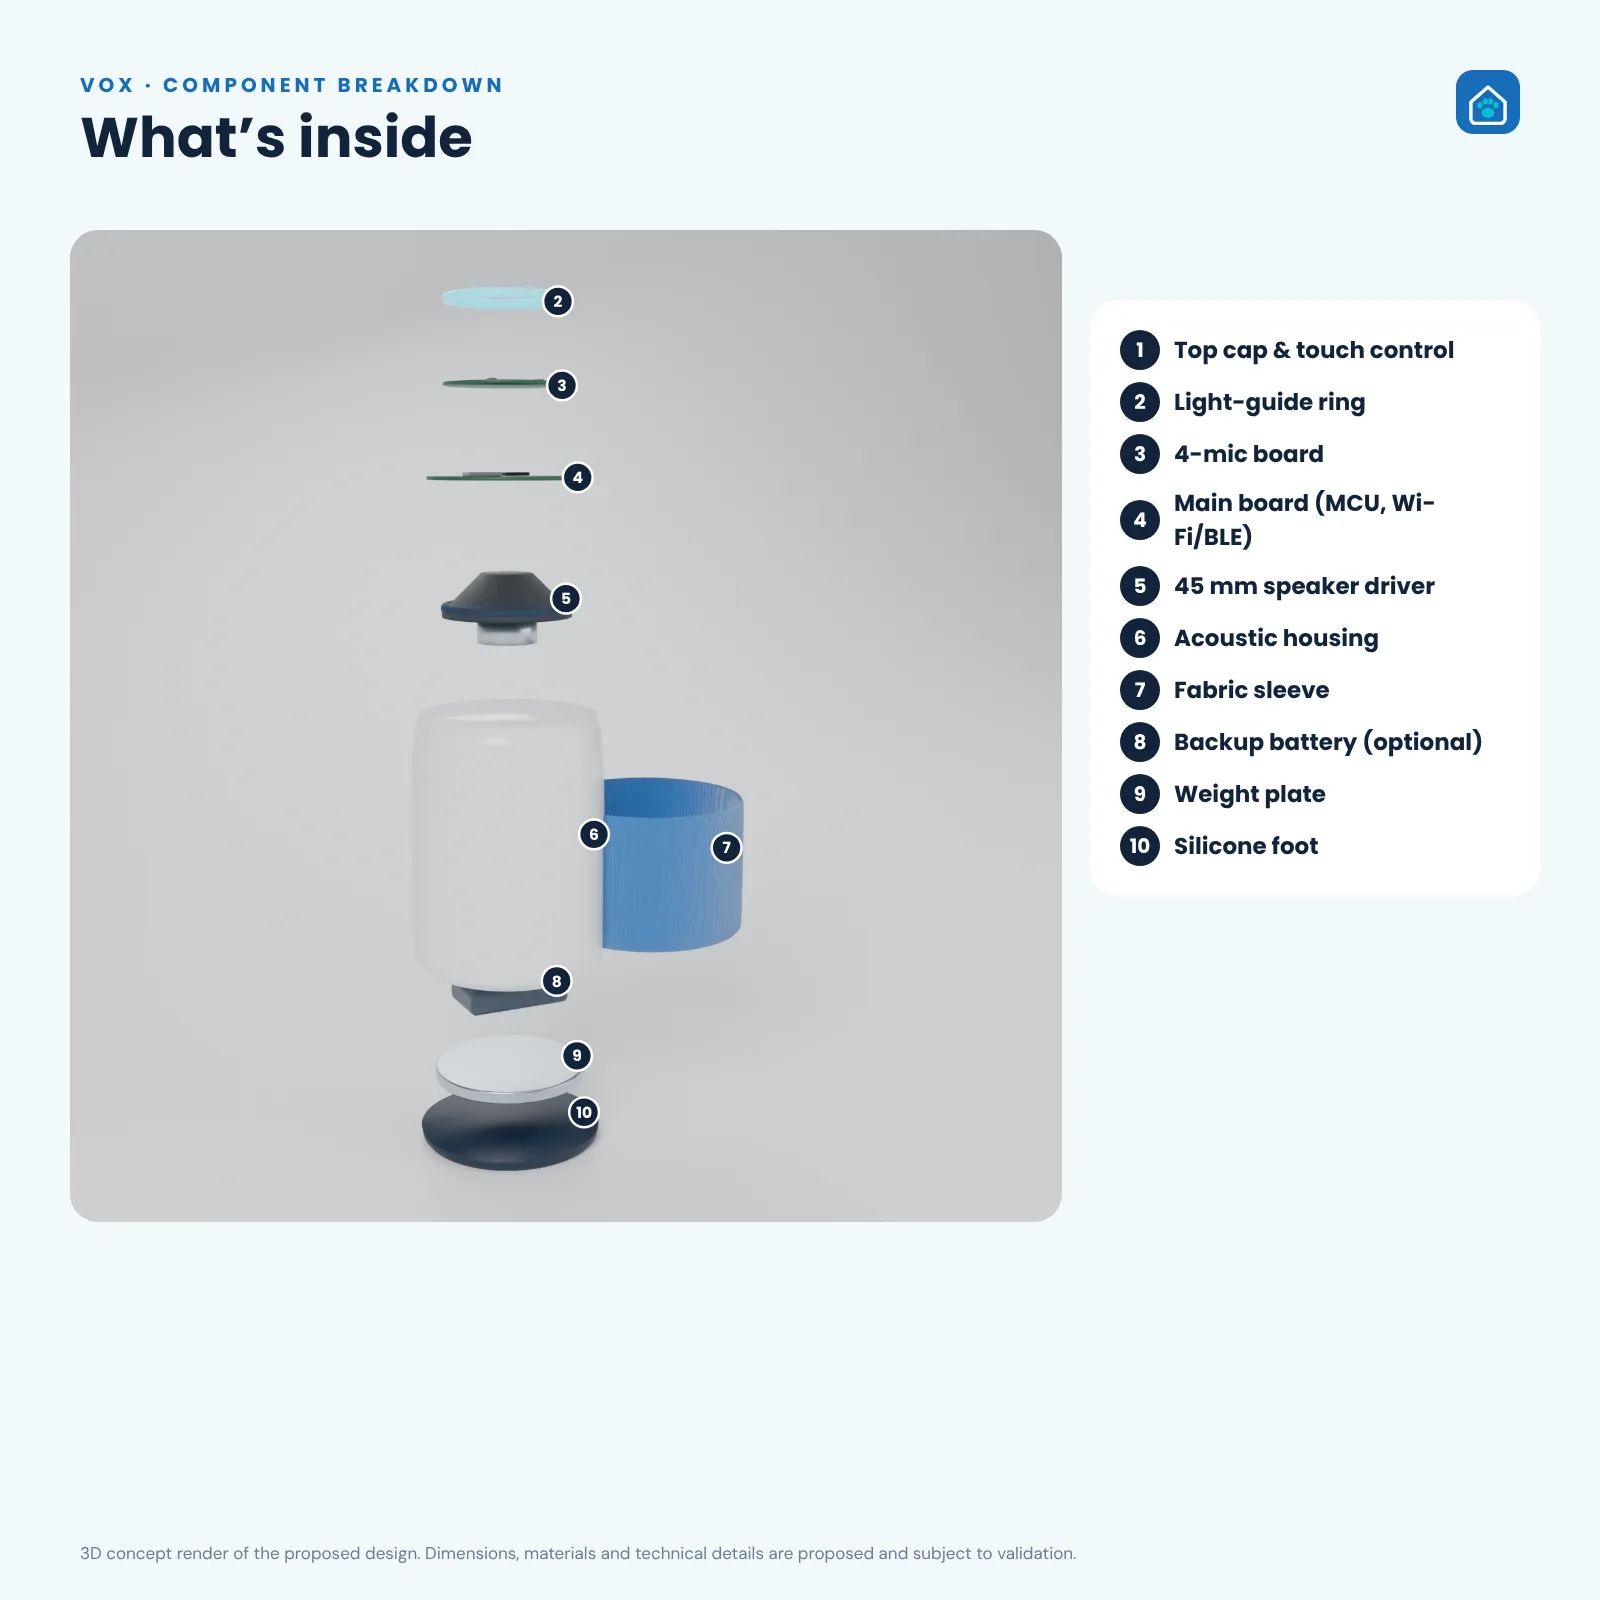 VOX · COMPONENT BREAKDOWN
What’s inside
2
3
4
5
6
7
8
9
10
1 Top cap & touch control
2 Light-guide ring
3 4-mic board
4 Main board (MCU, Wi-
Fi/BLE)
5 45 mm speaker driver
6 Acoustic housing
7 Fabric sleeve
8 Backup battery (optional)
9 Weight plate
10 Silicone foot
3D concept render of the proposed design. Dimensions, materials and technical details are proposed and subject to validation.